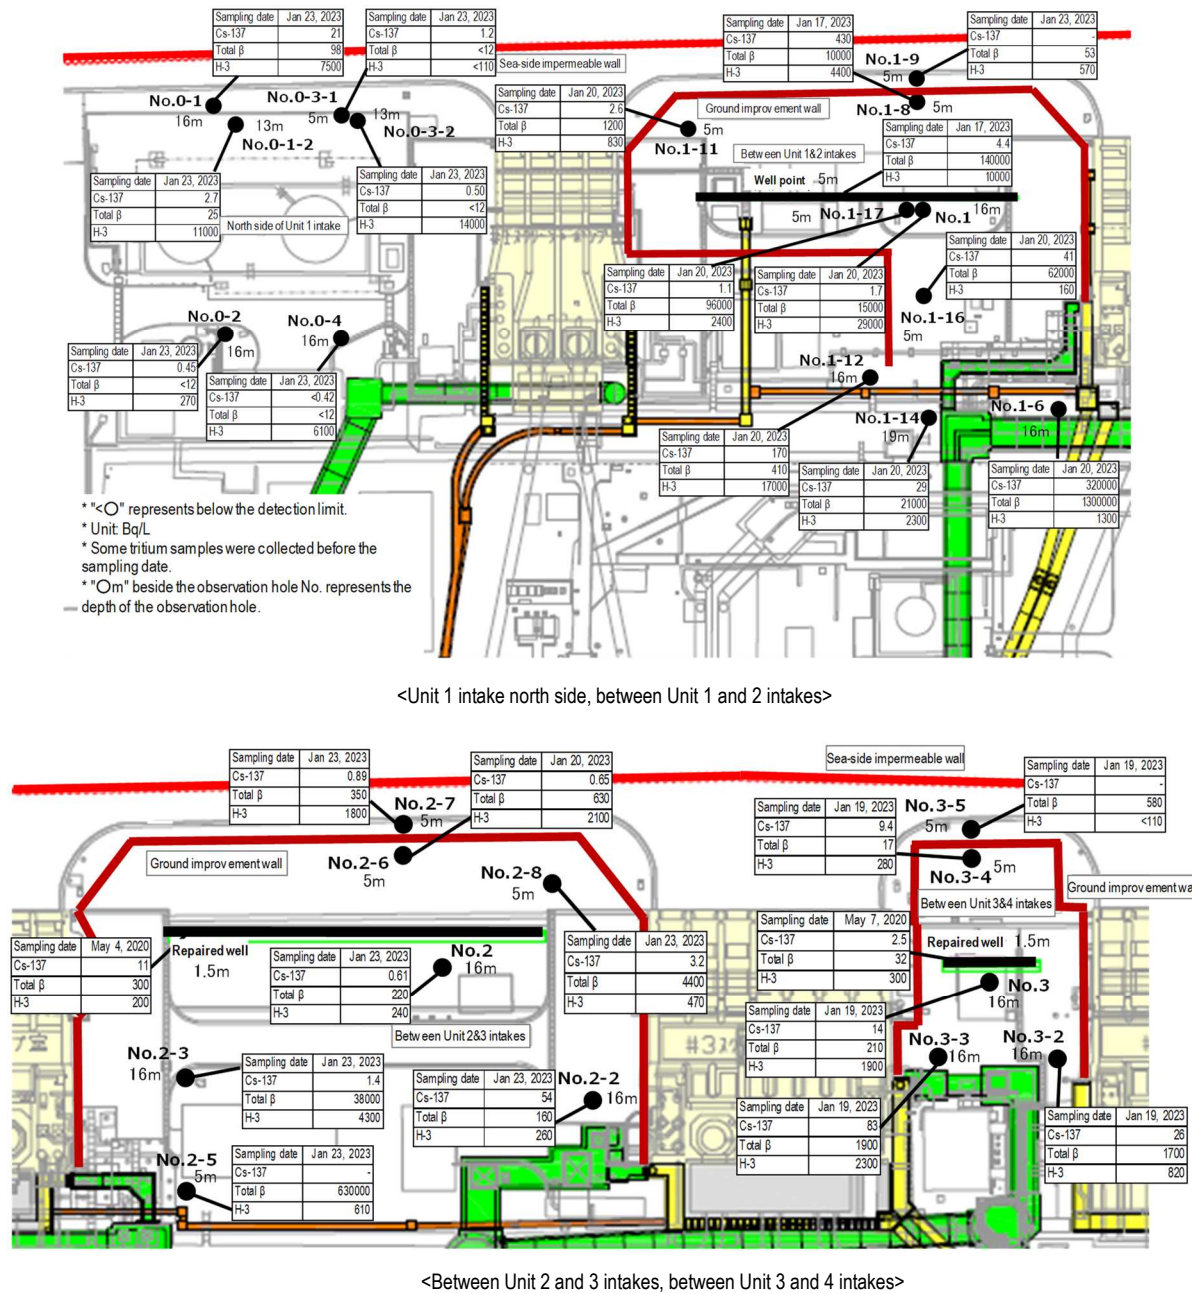 Sampling date Jan 23, 2023
Cs-137 21
Total β 98
H-3 7500
Sampling date Jan 23, 2023
Cs-137 1.2
Total β <12
H-3 <110
Sea-side impermeable wall
Sampling date Jan 17, 2023
Cs-137 430
Total β 10000
H-3 4400
Sampling date Jan 23, 2023
Cs-137 -
Total β 53
H-3 570
No.1-9
5m
No.0-1
16m
No.0-3-1
5m
13m
No.0-3-2
13m
No.0-1-2
Sampling date Jan 20, 2023
Cs-137 2.6
Total β 1200
H-3 830
5m
No.1-11
Ground improvement wall
No.1-8
5m
Sampling date Jan 17, 2023
Cs-137 4.4
Total β 140000
H-3 10000
Between Unit 1&2 intakes
Well point 5m
Sampling date Jan 23, 2023
Cs-137 2.7
Total β 25
H-3 11000
North side of Unit 1 intake
Sampling date Jan 23, 2023
Cs-137 0.50
Total β <12
H-3 14000
5m No.1-17
No.1 16m
Sampling date Jan 20, 2023
Cs-137 41
Total β 62000
H-3 160
Sampling date Jan 20, 2023
Cs-137 1.1
Total β 96000
H-3 2400
Sampling date Jan 20, 2023
Cs-137 1.7
Total β 15000
H-3 29000
No.1-16
5m
No.0-2
16m
No.0-4
16m
Sampling date Jan 23, 2023
Cs-137 0.45
Total β <12
H-3 270
Sampling date Jan 23, 2023
Cs-137 <0.42
Total β <12
H-3 6100
No.1-12
16m
No.1-14
19m
No.1-6
16m
Sampling date Jan 20, 2023
Cs-137 170
Total β 410
H-3 17000
Sampling date Jan 20, 2023
Cs-137 29
Total β 21000
H-3 2300
Sampling date Jan 20, 2023
Cs-137 320000
Total β 1300000
H-3 1300
* "<○" represents below the detection limit.
* Unit: Bq/L
* Some tritium samples were collected before the
sampling date.
* "○m" beside the observation hole No. represents the
depth of the observation hole.
<Unit 1 intake north side, between Unit 1 and 2 intakes>
Sampling date Jan 23, 2023
Cs-137 0.89
Total β 350
H-3 1800
Sampling date Jan 20, 2023
Cs-137 0.65
Total β 630
H-3 2100
Sea-side impermeable wall
Sampling date Jan 19, 2023
Cs-137 -
Total β 580
H-3 <110
No.2-7
5m
Sampling date Jan 19, 2023
Cs-137 9.4
Total β 17
H-3 280
No.3-5
5m
Ground improvement wall
No.2-6
5m
No.2-8
5m
5m
No.3-4
Ground improvement wa
Between Unit 3&4 intakes
Sampling date May 4, 2020
Cs-137 11
Total β 300
H-3 200
Repaired well
1.5m
Sampling date Jan 23, 2023
Cs-137 0.61
Total β 220
H-3 240
No.2
16m
Sampling date Jan 23, 2023
Cs-137 3.2
Total β 4400
H-3 470
Sampling date May 7, 2020
Cs-137 2.5
Total β 32
H-3 300
Repaired well 1.5m
No.3
16m
Between Unit 2&3 intakes
Sampling date Jan 19, 2023
Cs-137 14
Total β 210
H-3 1900
No.2-3
16m
Sampling date Jan 23, 2023
Cs-137 1.4
Total β 38000
H-3 4300
Sampling date Jan 23, 2023
Cs-137 54
Total β 160
H-3 260
No.2-2
16m
No.3-3
16m
No.3-2
16m
Sampling date Jan 19, 2023
Cs-137 83
Total β 1900
H-3 2300
Sampling date Jan 19, 2023
Cs-137 26
Total β 1700
H-3 820
No.2-5
5m
Sampling date Jan 23, 2023
Cs-137 -
Total β 630000
H-3 610
<Between Unit 2 and 3 intakes, between Unit 3 and 4 intakes>